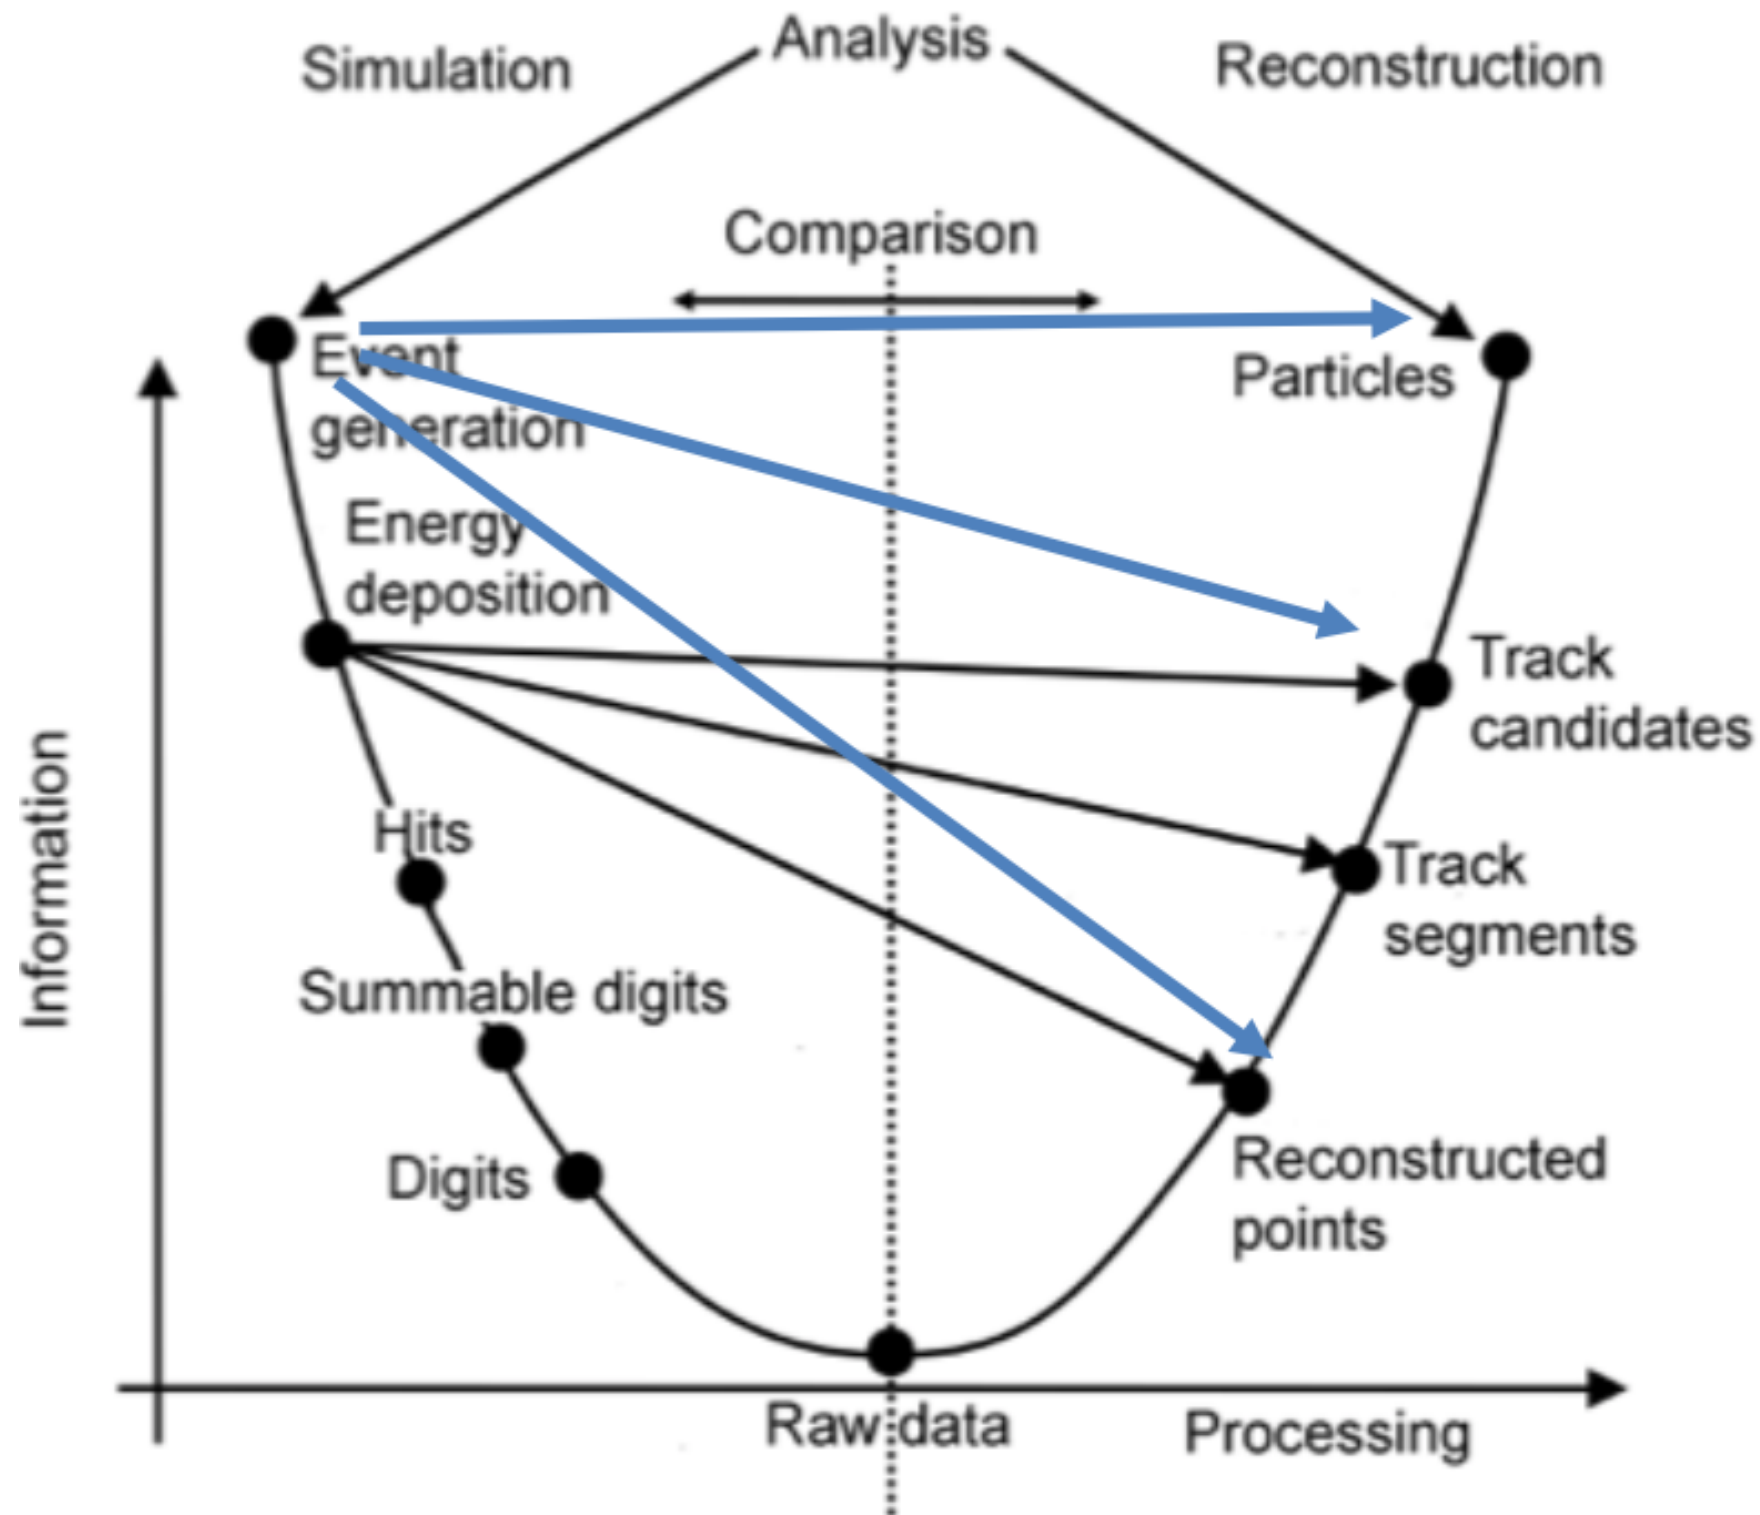 Analysis
Simulation
Reconstruction
Comparison
Event
generation
Particles
Energy
deposition
Track
candidates
Information
Hits
Track
segments
Summable digits
Digits
Reconstructed
points
Raw data
Processing